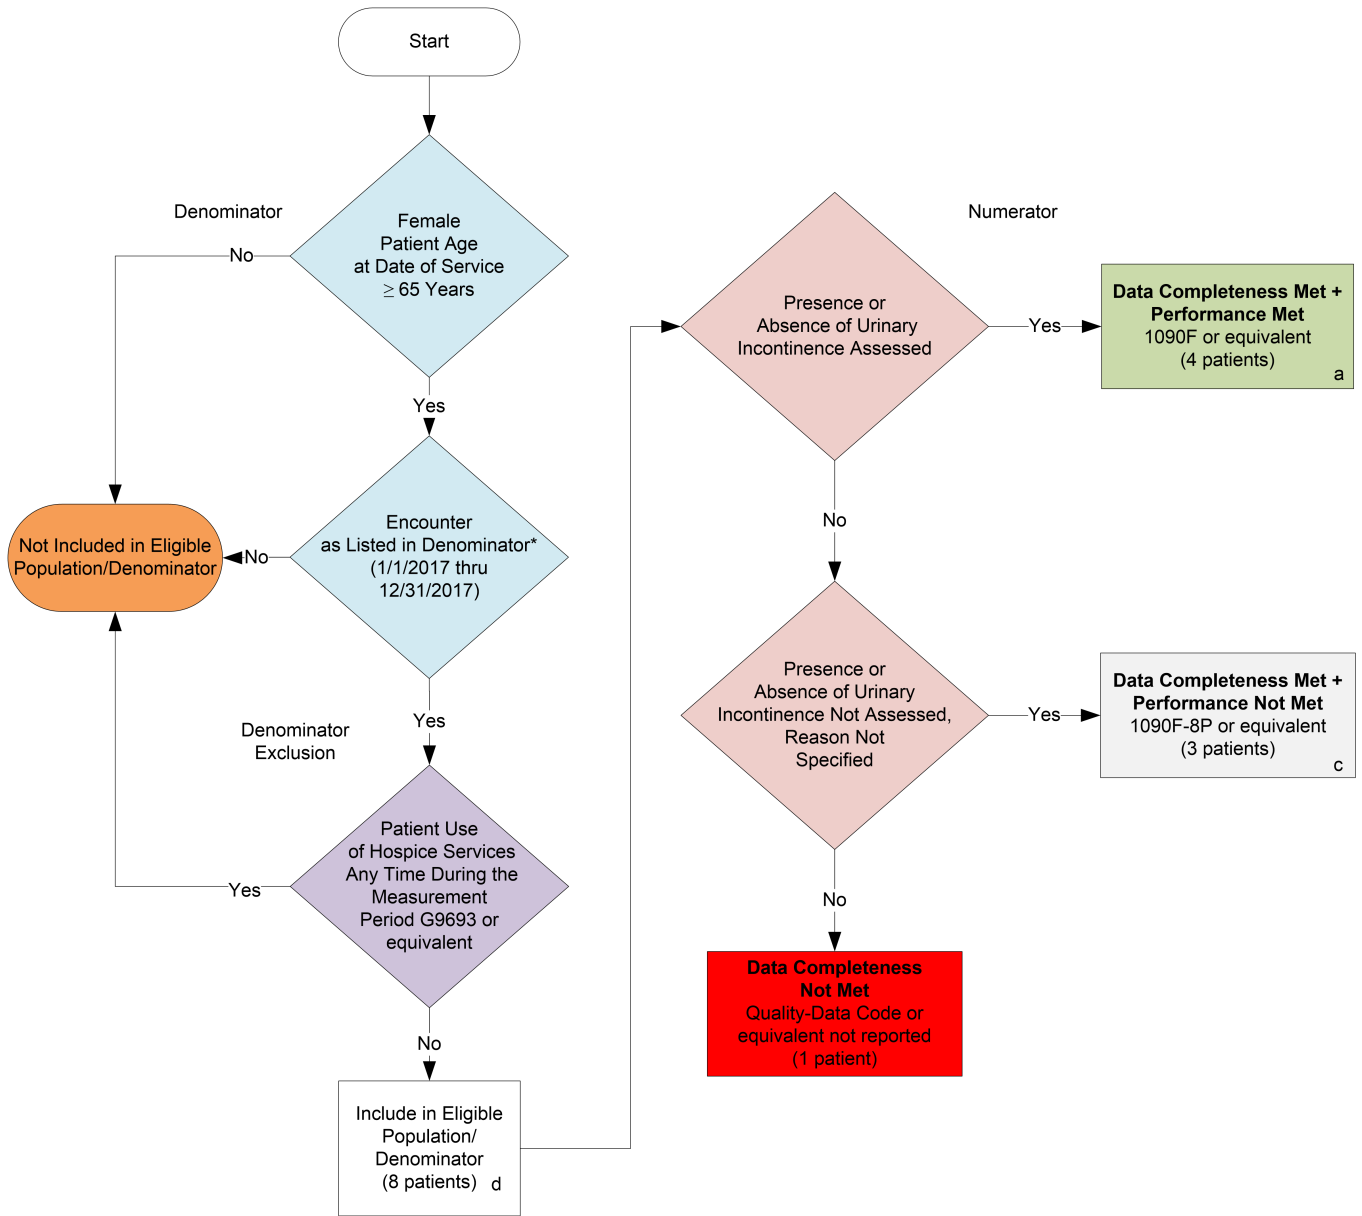 Start
Denominator
Female
Patient Age
at Date of Service
≥ 65 Years
No
Yes
Encounter
as Listed in Denominator*
(1/1/2017 thru
12/31/2017)
No
Not Included in Eligible
Population/Denominator
Yes
Denominator
Exclusion
Patient Use
of Hospice Services
Any Time During the
Measurement
Period G9693 or
equivalent
Yes
No
Include in Eligible
Population/
Denominator
(8 patients)
d
Numerator
Presence or
Absence of Urinary
Incontinence Assessed
Yes
Data Completeness Met +
Performance Met
1090F or equivalent
(4 patients)
a
No
Presence or
Absence of Urinary
Incontinence Not Assessed,
Reason Not
Specified
Yes
Data Completeness Met +
Performance Not Met
1090F-8P or equivalent
(3 patients)
c
No
Data Completeness
Not Met
Quality-Data Code or
equivalent not reported
(1 patient)